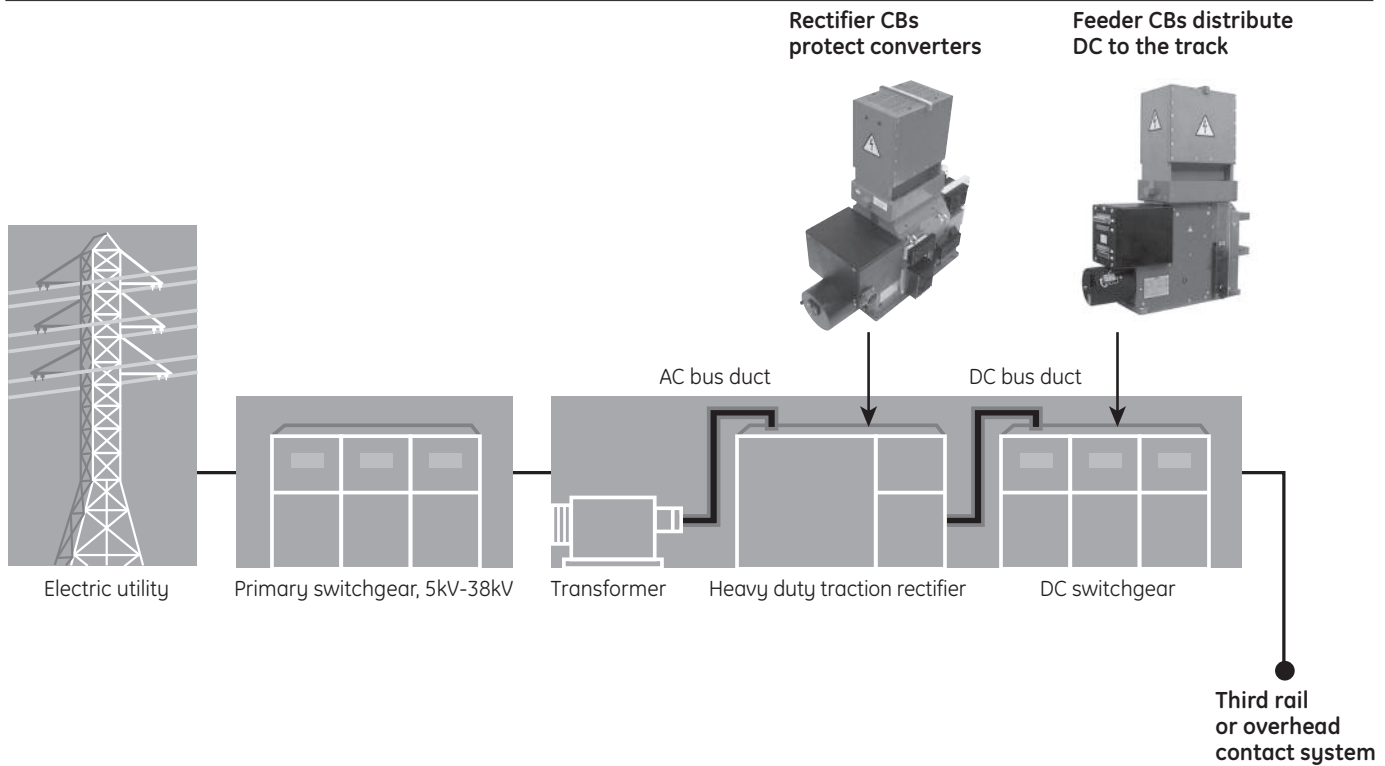 Rectifier CBs
protect converters
Feeder CBs distribute
DC to the track
AC bus duct
DC bus duct
Electric utility
Primary switchgear, 5kV-38kV
Transformer
Heavy duty traction rectifier
DC switchgear
Third rail
or overhead
contact system